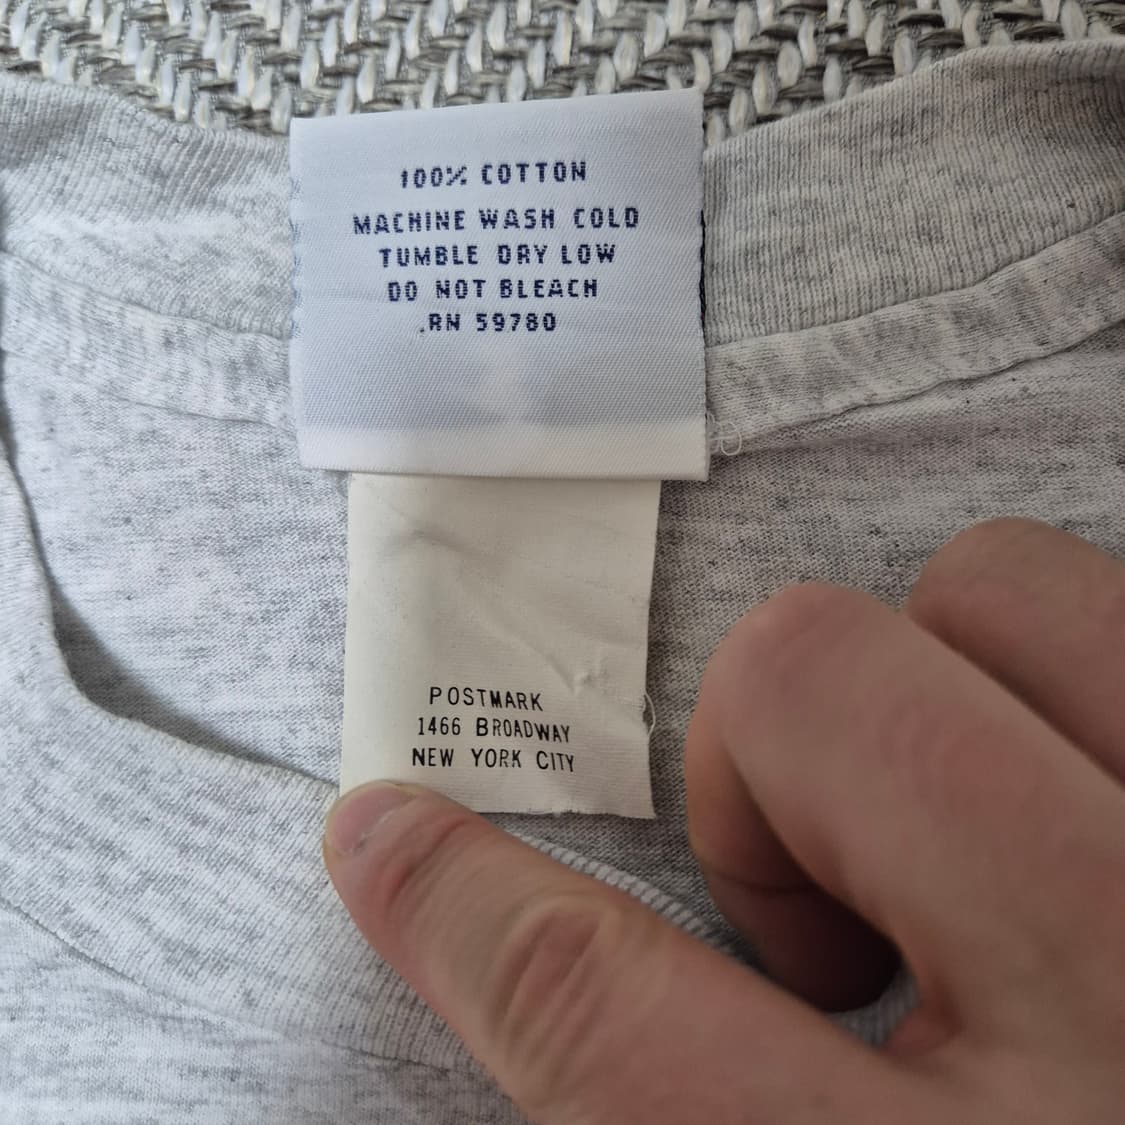 100% COTTON
MACHINE WASH COLD
TUMBLE DRY LOW
DO NOT BLEACH
.RN 59780
POSTMARK
1466 BROADWAY
NEW YORK CITY